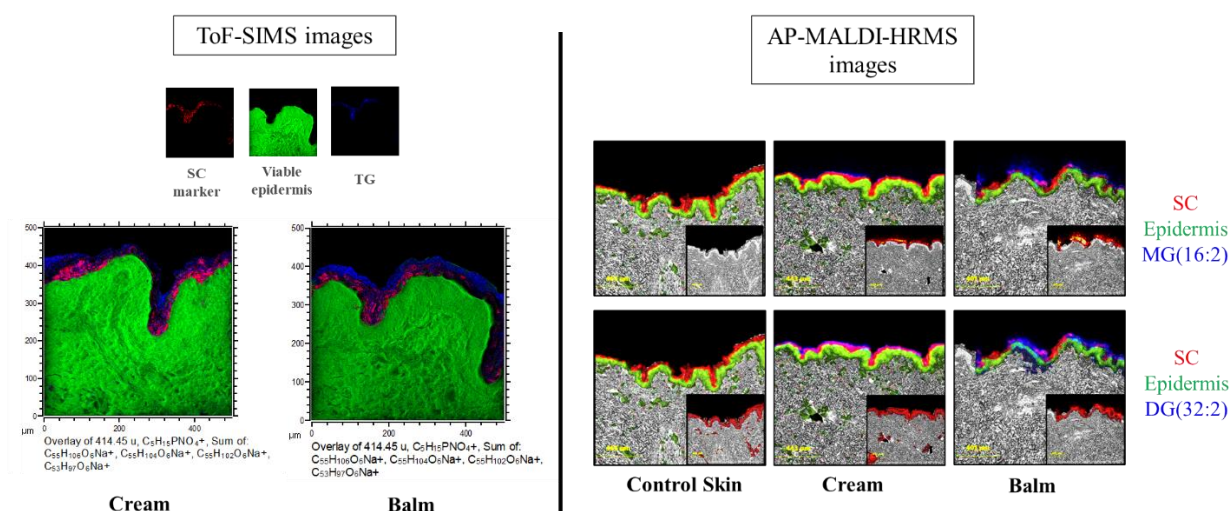 ToF-SIMS images
SC
marker
Viable
epidermis
TG
500
400
300
200
100
0
µm
0
200
400
Overlay of 414.45 u, C₅H₁₅PNO₄+, Sum of:
C₅₅H₁₀₆O₆Na+, C₅₅H₁₀₄O₆Na+, C₅₅H₁₀₂O₆Na+,
C₅₃H₉₇O₆Na+
Cream
500
400
300
200
100
0
µm
0
200
400
Overlay of 414.45 u, C₅H₁₅PNO₄+, Sum of:
C₅₅H₁₀₆O₆Na+, C₅₅H₁₀₄O₆Na+, C₅₅H₁₀₂O₆Na+,
C₅₃H₉₇O₆Na+
Balm
AP-MALDI-HRMS
images
SC
Epidermis
MG(16:2)
SC
Epidermis
DG(32:2)
Control Skin
Cream
Balm